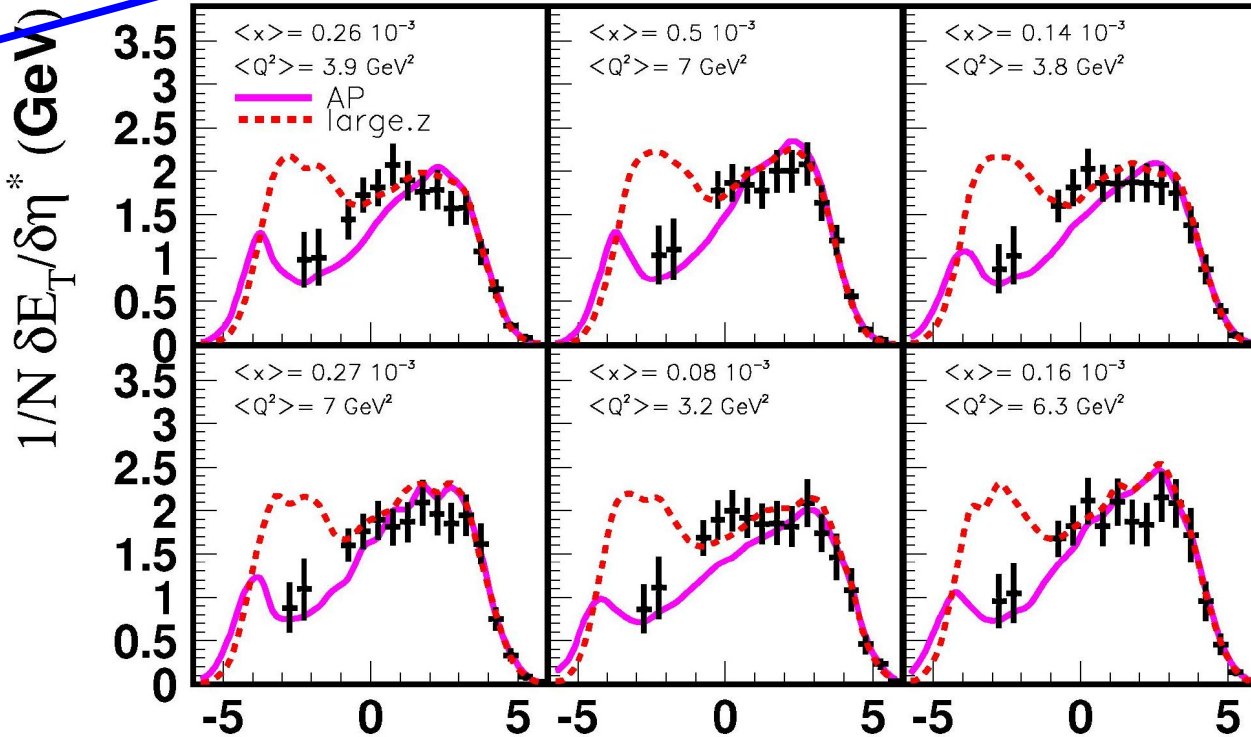 1/N δE_T/δη* (GeV)
3.5
3
2.5
2
1.5
1
0.5
0
<x>= 0.26 10⁻³
<Q²>= 3.9 GeV²
AP
large.z
<x>= 0.5 10⁻³
<Q²>= 7 GeV²
<x>= 0.14 10⁻³
<Q²>= 3.8 GeV²
3.5
3
2.5
2
1.5
1
0.5
0
<x>= 0.27 10⁻³
<Q²>= 7 GeV²
<x>= 0.08 10⁻³
<Q²>= 3.2 GeV²
<x>= 0.16 10⁻³
<Q²>= 6.3 GeV²
-5 0 5 -5 0 5 -5 0 5